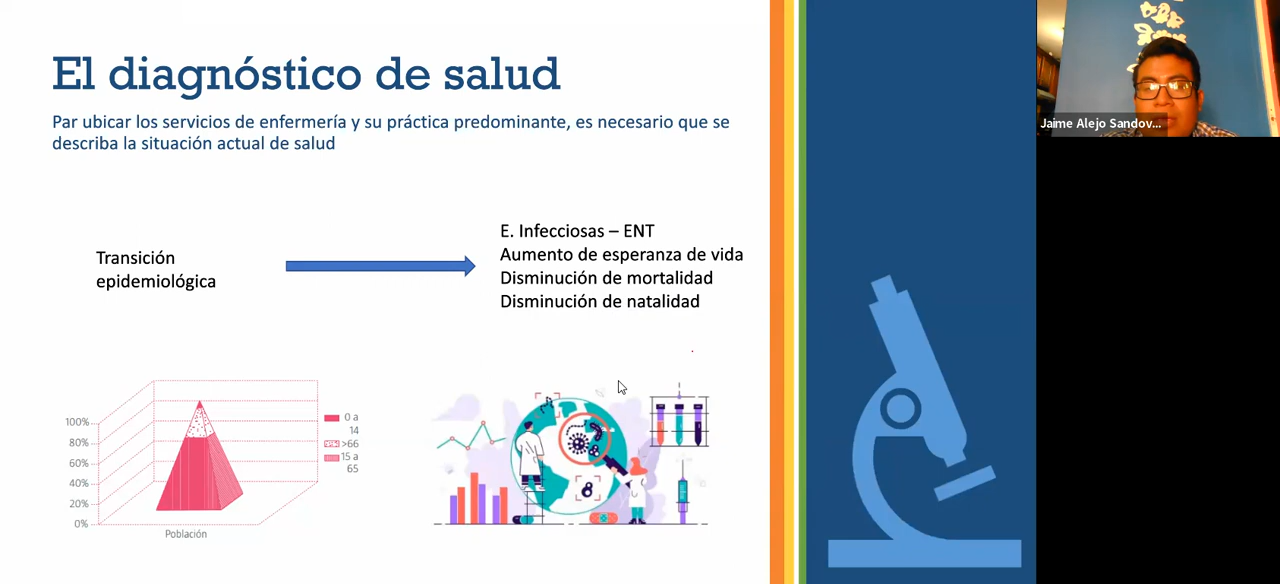 El diagnóstico de salud
Par ubicar los servicios de enfermería y su práctica predominante, es necesario que se
describa la situación actual de salud
Transición
epidemiológica
E. Infecciosas – ENT
Aumento de esperanza de vida
Disminución de mortalidad
Disminución de natalidad
100%
80%
60%
40%
20%
0%
Población
0 a
14
>66
15 a
65
Jaime Alejo Sandov...